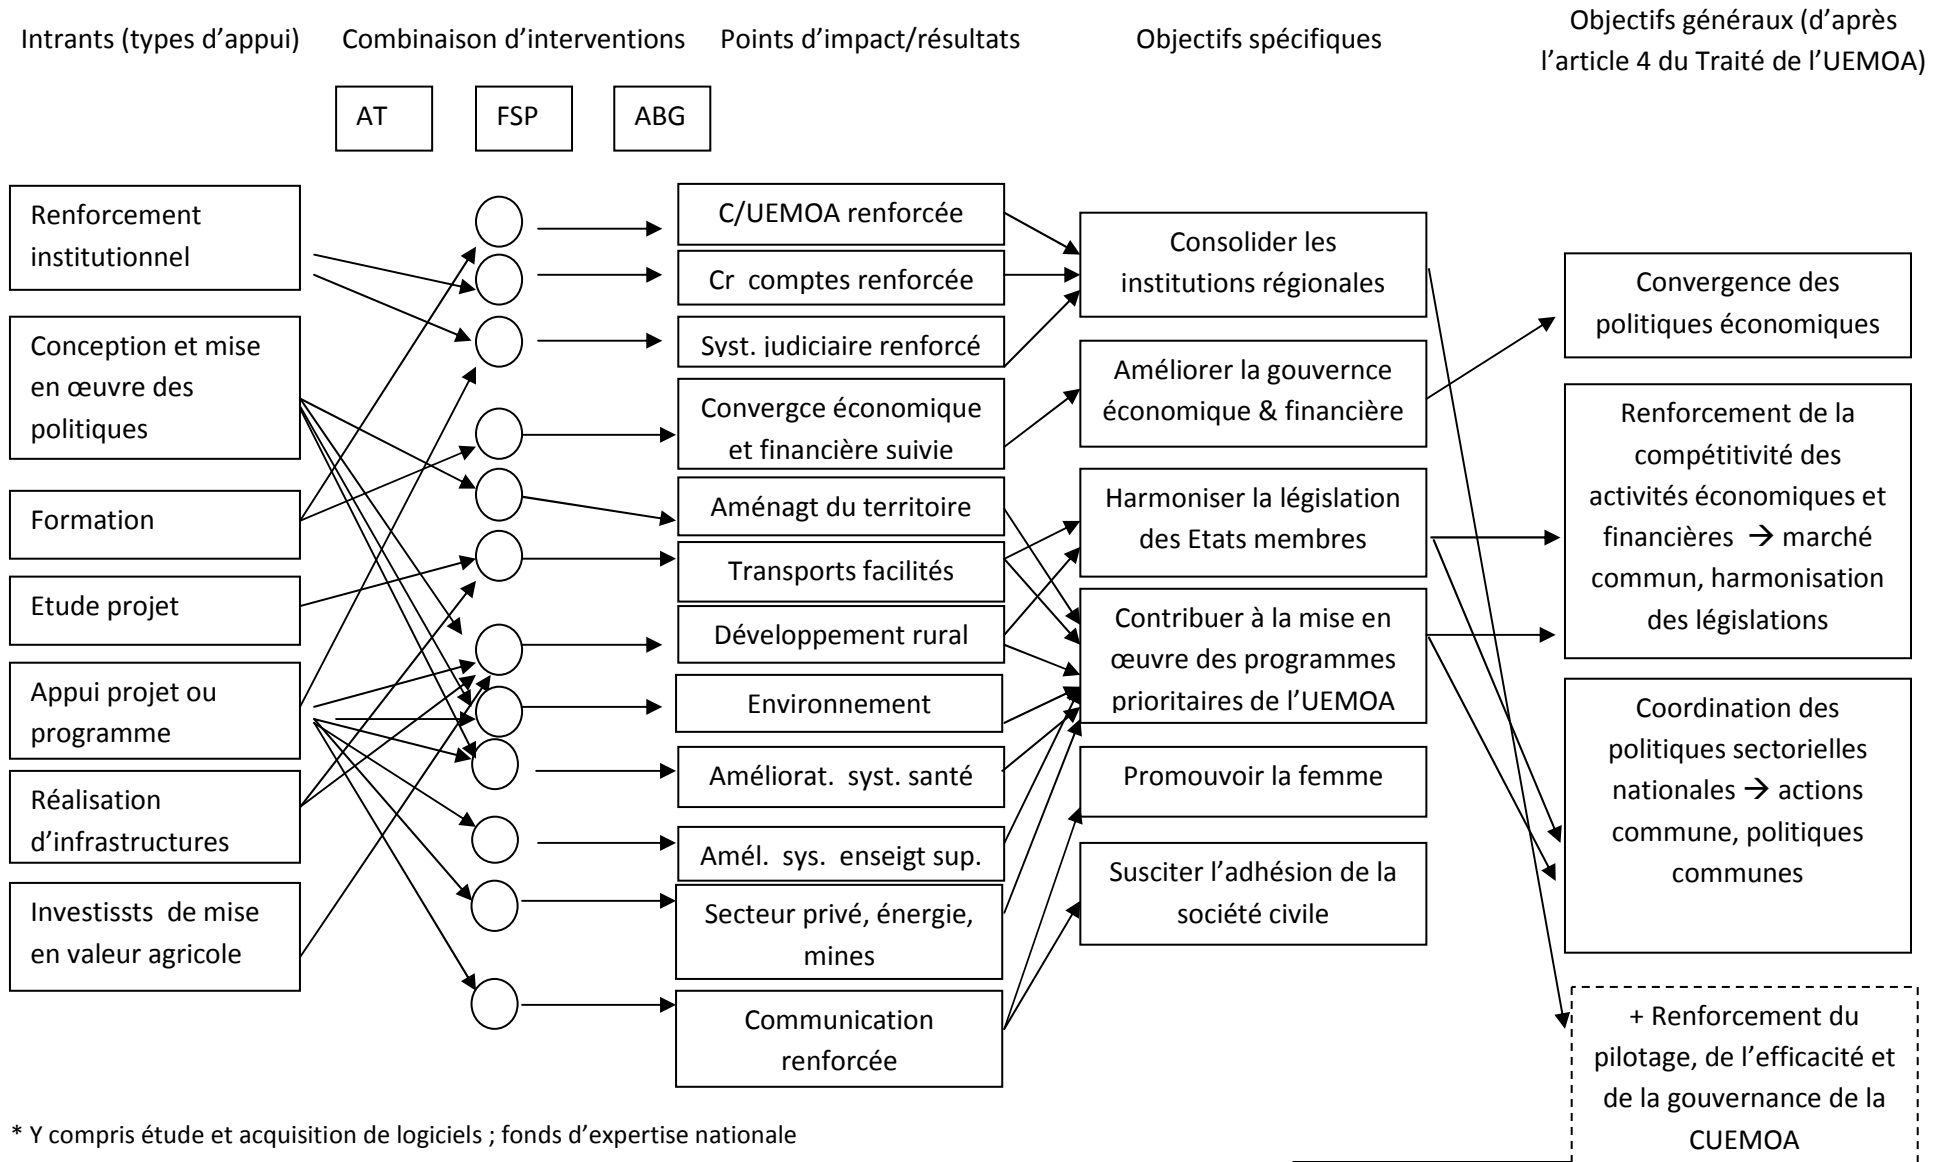 Intrants (types d’appui)
Combinaison d’interventions
Points d’impact/résultats
Objectifs spécifiques
Objectifs généraux (d’après
l’article 4 du Traité de l’UEMOA)
AT
FSP
ABG
Renforcement
institutionnel
Conception et mise
en œuvre des
politiques
Formation
Etude projet
Appui projet ou
programme
Réalisation
d’infrastructures
Investissts de mise
en valeur agricole
C/UEMOA renforcée
Cr comptes renforcée
Syst. judiciaire renforcé
Convergce économique
et financière suivie
Aménagt du territoire
Transports facilités
Développement rural
Environnement
Améliorat. syst. santé
Amél. sys. enseigt sup.
Secteur privé, énergie,
mines
Communication
renforcée
Consolider les
institutions régionales
Améliorer la gouvernce
économique & financière
Harmoniser la législation
des Etats membres
Contribuer à la mise en
œuvre des programmes
prioritaires de l’UEMOA
Promouvoir la femme
Susciter l’adhésion de la
société civile
Convergence des
politiques économiques
Renforcement de la
compétitivité des
activités économiques et
financières → marché
commun, harmonisation
des législations
Coordination des
politiques sectorielles
nationales → actions
commune, politiques
communes
+ Renforcement du
pilotage, de l’efficacité et
de la gouvernance de la
CUEMOA
* Y compris étude et acquisition de logiciels ; fonds d’expertise nationale